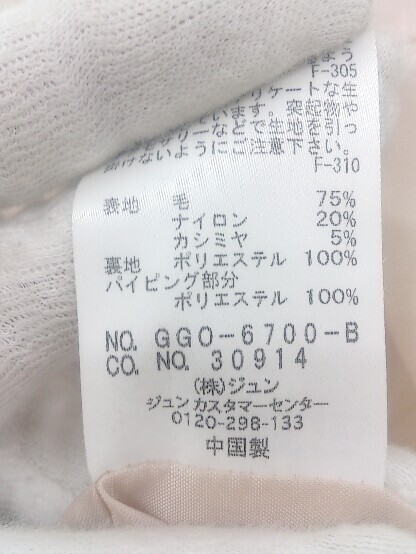 よう
F-305
リケートな生
います。突起物や
リーなどで生地を引っ
掛けないようにご注意下さい。
F-310
表地 毛 75%
ナイロン 20%
カシミヤ 5%
裏地 ポリエステル 100%
パイピング部分
ポリエステル 100%
NO. GGO-6700-B
CO. NO. 30914
(株)ジュン
ジュンカスタマーセンター
0120-298-133
中国製